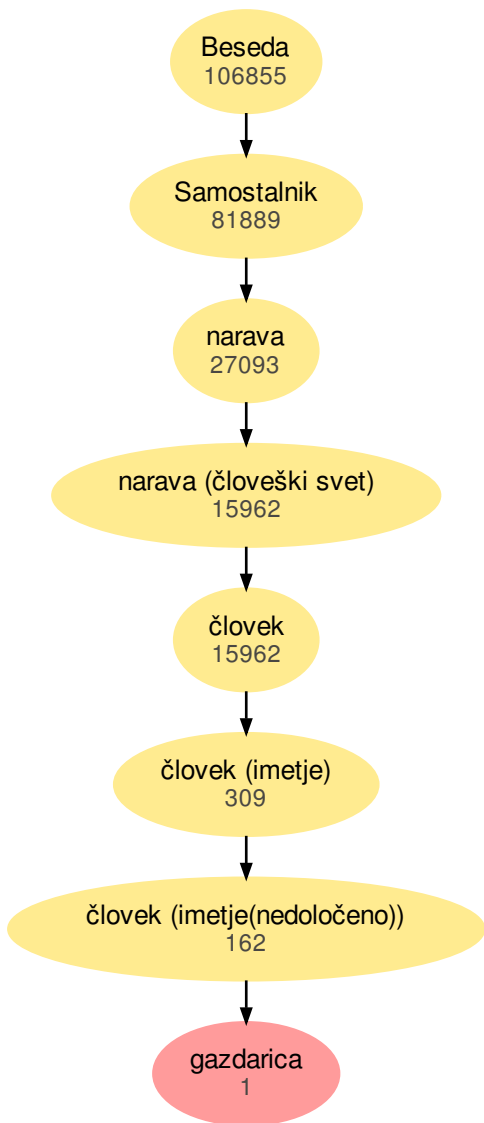 Beseda
106855
Samostalnik
81889
narava
27093
narava (človeški svet)
15962
človek
15962
človek (imetje)
309
človek (imetje(nedoločeno))
162
gazdarica
1